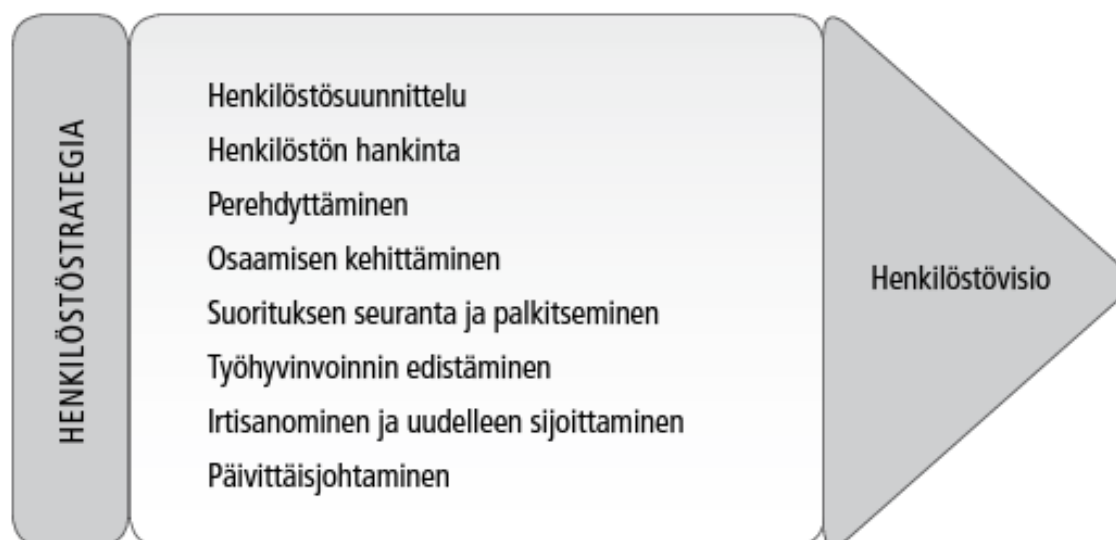 HENKILÖSTÖSTRATEGIA
Henkilöstösuunnittelu
Henkilöstön hankinta
Perehdyttäminen
Osaamisen kehittäminen
Suorituksen seuranta ja palkitseminen
Työhyvinvoinnin edistäminen
Irtisanominen ja uudelleen sijoittaminen
Päivittäisjohtaminen
Henkilöstövisio